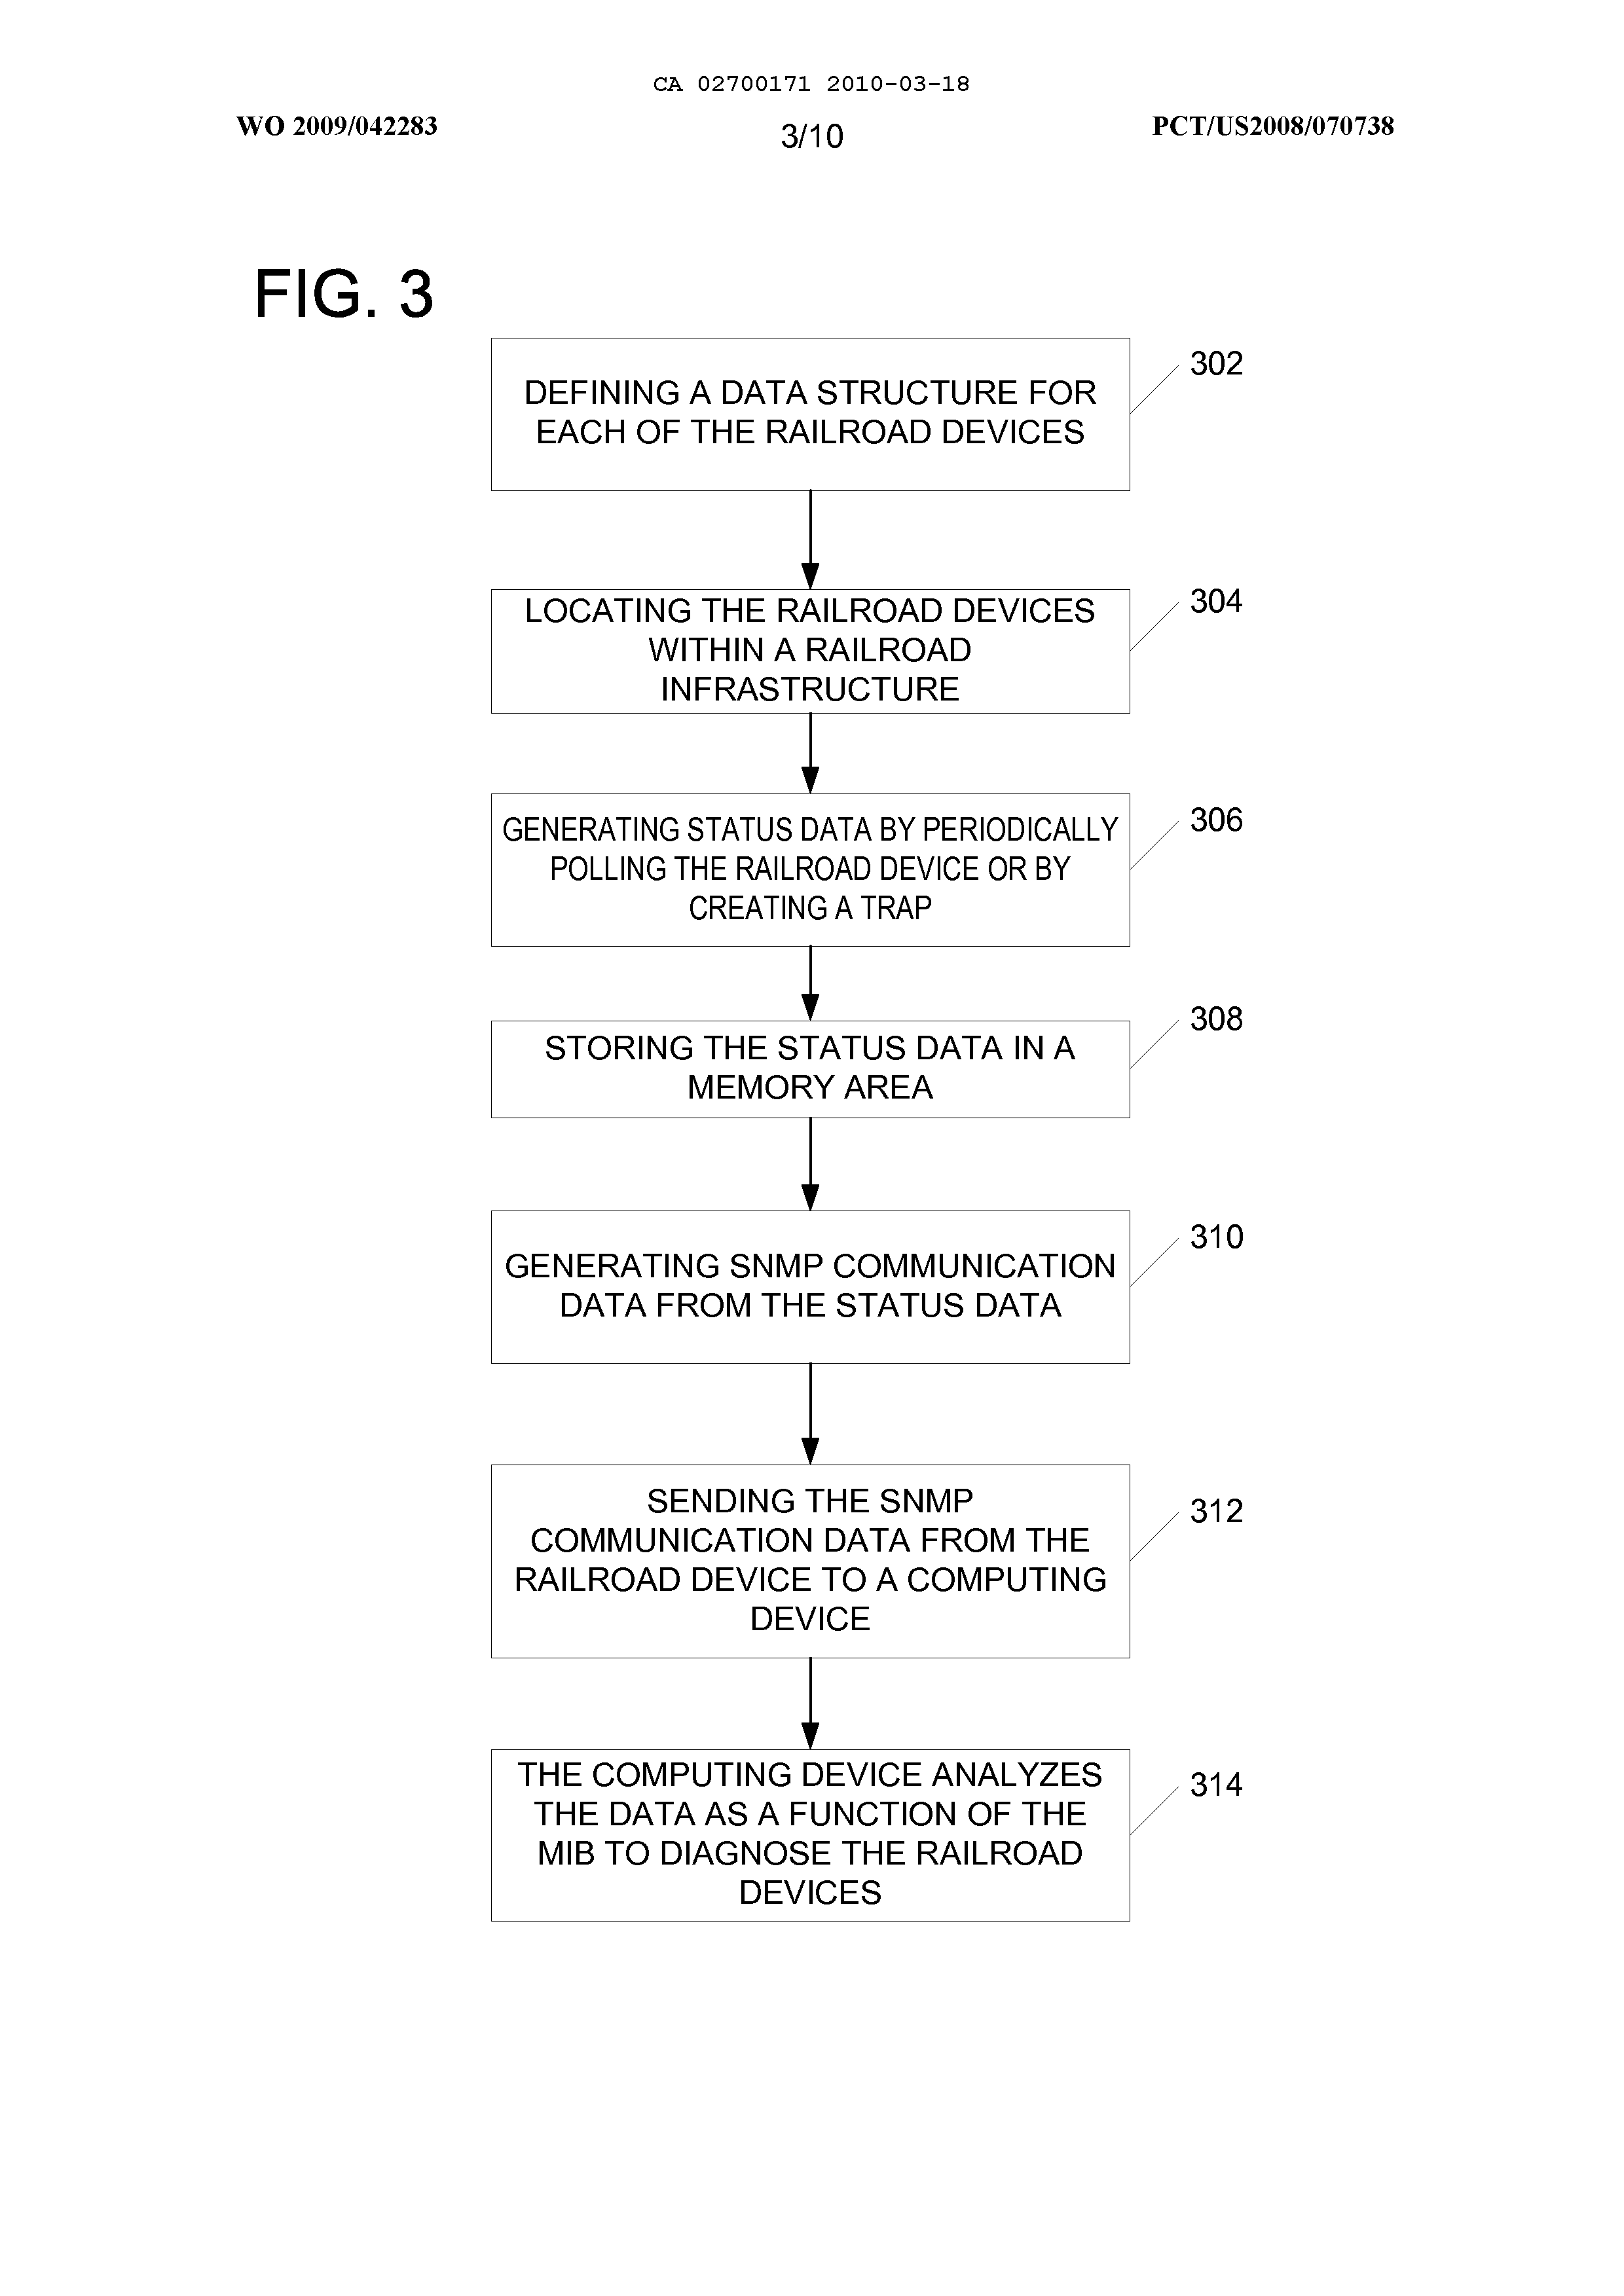 CA 02700171 2010-03-18
WO 2009/042283
3/10
PCT/US2008/070738
FIG. 3
DEFINING A DATA STRUCTURE FOR
EACH OF THE RAILROAD DEVICES
302
LOCATING THE RAILROAD DEVICES
WITHIN A RAILROAD
INFRASTRUCTURE
304
GENERATING STATUS DATA BY PERIODICALLY
POLLING THE RAILROAD DEVICE OR BY
CREATING A TRAP
306
STORING THE STATUS DATA IN A
MEMORY AREA
308
GENERATING SNMP COMMUNICATION
DATA FROM THE STATUS DATA
310
SENDING THE SNMP
COMMUNICATION DATA FROM THE
RAILROAD DEVICE TO A COMPUTING
DEVICE
312
THE COMPUTING DEVICE ANALYZES
THE DATA AS A FUNCTION OF THE
MIB TO DIAGNOSE THE RAILROAD
DEVICES
314